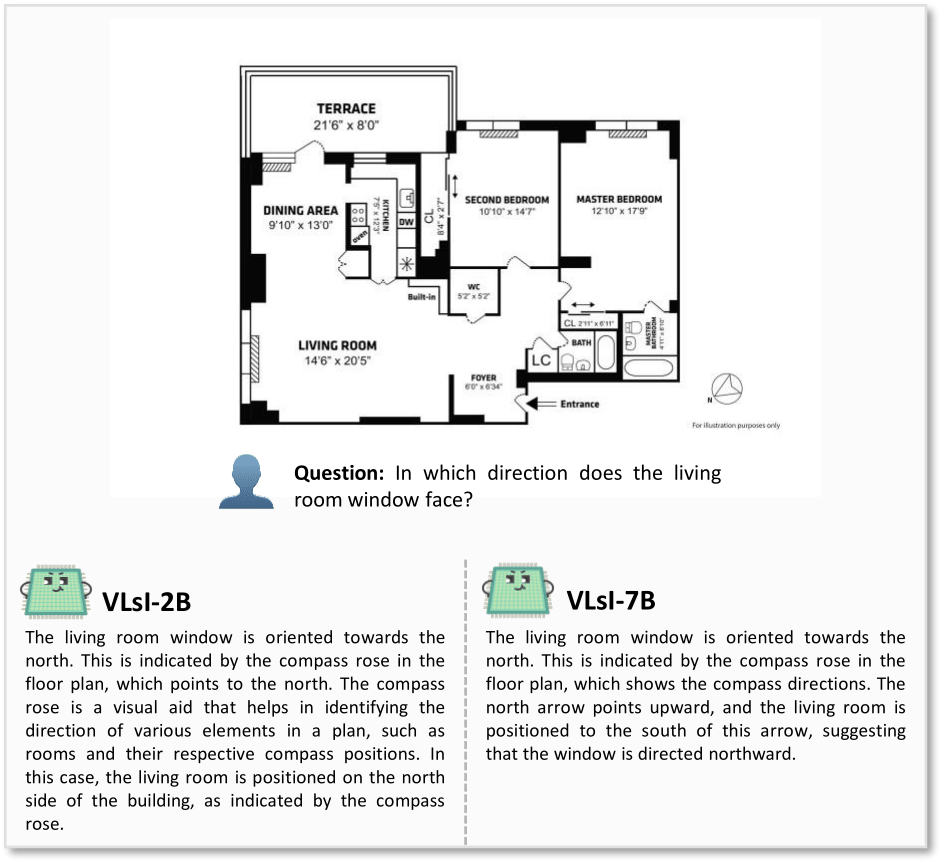 TERRACE
21'6" x 8'0"
DINING AREA
9'10" x 13'0"
KITCHEN
7'5" x 12'3"
oven
DW
CL
8'4" x 2'7"
SECOND BEDROOM
10'10" x 14'7"
MASTER BEDROOM
12'10" x 17'9"
WC
5'2" x 5'2"
Built-in
LIVING ROOM
14'6" x 20'5"
CL 2'11" x 6'11"
BATH
MASTER
BATHROOM
4'11" x 8'10"
LC
FOYER
6'0" x 6'34"
Entrance
N
For illustration purposes only
Question: In which direction does the living
room window face?
VLsI-2B
The living room window is oriented towards the
north. This is indicated by the compass rose in the
floor plan, which points to the north. The compass
rose is a visual aid that helps in identifying the
direction of various elements in a plan, such as
rooms and their respective compass positions. In
this case, the living room is positioned on the north
side of the building, as indicated by the compass
rose.
VLsI-7B
The living room window is oriented towards the
north. This is indicated by the compass rose in the
floor plan, which shows the compass directions. The
north arrow points upward, and the living room is
positioned to the south of this arrow, suggesting
that the window is directed northward.